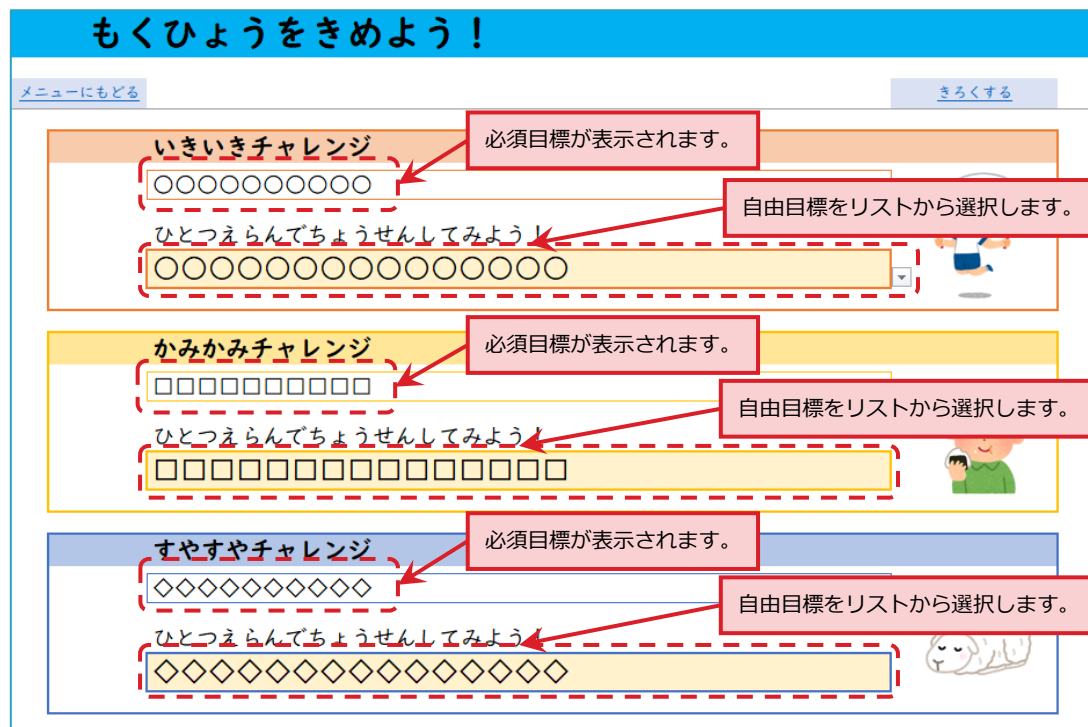 もくひょうをきめよう！
メニューにもどる
きろくする
いきいきチャレンジ
必須目標が表示されます。
○○○○○○○○○○
自由目標をリストから選択します。
ひとつえらんでちょうせんしてみよう！
○○○○○○○○○○○○○○○
かみかみチャレンジ
必須目標が表示されます。
□□□□□□□□□□
自由目標をリストから選択します。
ひとつえらんでちょうせんしてみよう！
□□□□□□□□□□□□□□□
すやすやチャレンジ
必須目標が表示されます。
◇◇◇◇◇◇◇◇◇◇
自由目標をリストから選択します。
ひとつえらんでちょうせんしてみよう！
◇◇◇◇◇◇◇◇◇◇◇◇◇◇◇